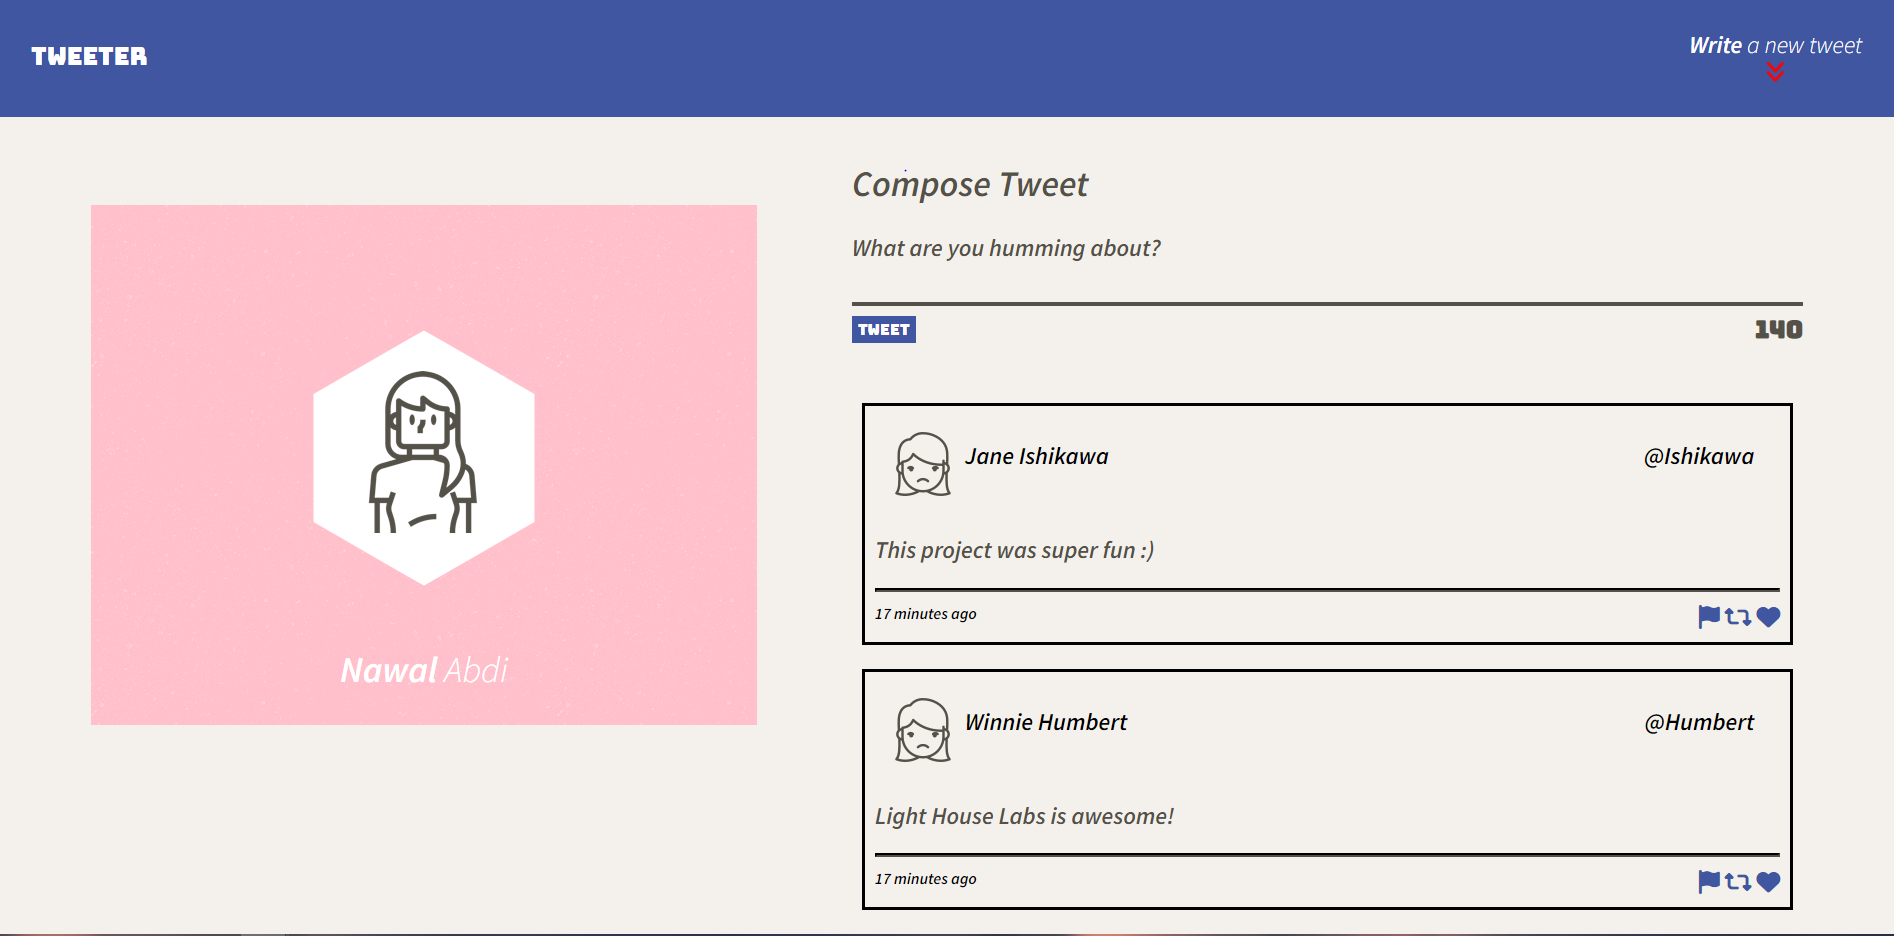 TWEETER
Write a new tweet
Nawal Abdi
Compose Tweet
What are you humming about?
TWEET
140
Jane Ishikawa
@Ishikawa
This project was super fun :)
17 minutes ago
Winnie Humbert
@Humbert
Light House Labs is awesome!
17 minutes ago